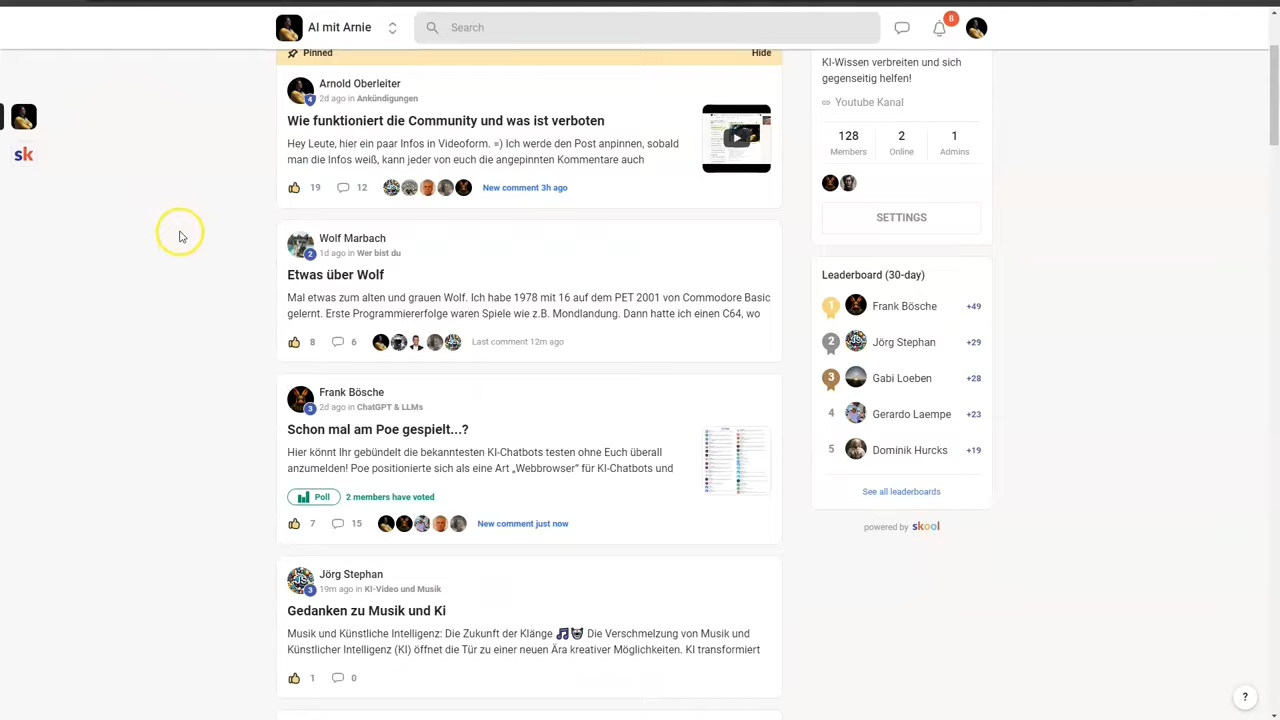 AI mit Arnie
Search
8
Pinned
Hide
Arnold Oberleiter
4
2d ago in Ankündigungen
Wie funktioniert die Community und was ist verboten
Hey Leute, hier ein paar Infos in Videoform. =) Ich werde den Post anpinnen, sobald
man die Infos weiß, kann jeder von euch die angepinnten Kommentare auch
19
12
New comment 3h ago
Wolf Marbach
2
1d ago in Wer bist du
Etwas über Wolf
Mal etwas zum alten und grauen Wolf. Ich habe 1978 mit 16 auf dem PET 2001 von Commodore Basic
gelernt. Erste Programmiererfolge waren Spiele wie z.B. Mondlandung. Dann hatte ich einen C64, wo
8
6
Last comment 12m ago
Frank Bösche
3
2d ago in ChatGPT & LLMs
Schon mal am Poe gespielt...?
Hier könnt Ihr gebündelt die bekanntesten KI-Chatbots testen ohne Euch überall
anzumelden! Poe positionierte sich als eine Art „Webbrowser" für KI-Chatbots und
Poll
2 members have voted
7
15
New comment just now
Jörg Stephan
3
19m ago in KI-Video und Musik
Gedanken zu Musik und Ki
Musik und Künstliche Intelligenz: Die Zukunft der Klänge 🎵 Die Verschmelzung von Musik und
Künstlicher Intelligenz (KI) öffnet die Tür zu einer neuen Ära kreativer Möglichkeiten. KI transformiert
1
0
KI-Wissen verbreiten und sich
gegenseitig helfen!
Youtube Kanal
128
2
1
Members
Online
Admins
SETTINGS
Leaderboard (30-day)
1
Frank Bösche
+49
2
Jörg Stephan
+29
3
Gabi Loeben
+28
4
Gerardo Laempe
+23
5
Dominik Hurcks
+19
See all leaderboards
powered by skool
sk
?